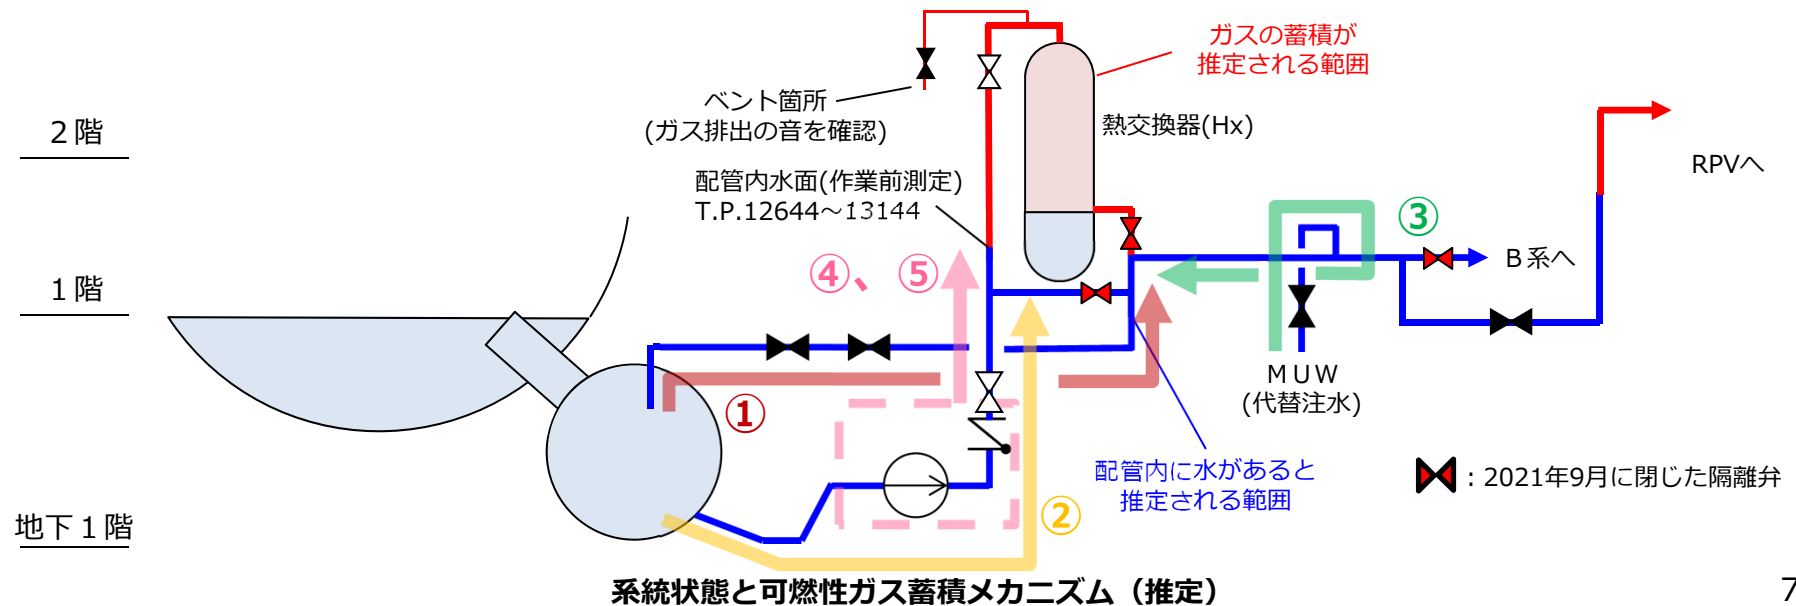 ガスの蓄積が
推定される範囲
ベント箇所
(ガス排出の音を確認)
熱交換器(Hx)
2階
RPVへ
配管内水面(作業前測定)
T.P.12644～13144
③
④、⑤
B系へ
1階
MUW
(代替注水)
①
配管内に水があると
推定される範囲
：2021年9月に閉じた隔離弁
②
地下1階
系統状態と可燃性ガス蓄積メカニズム（推定）
7